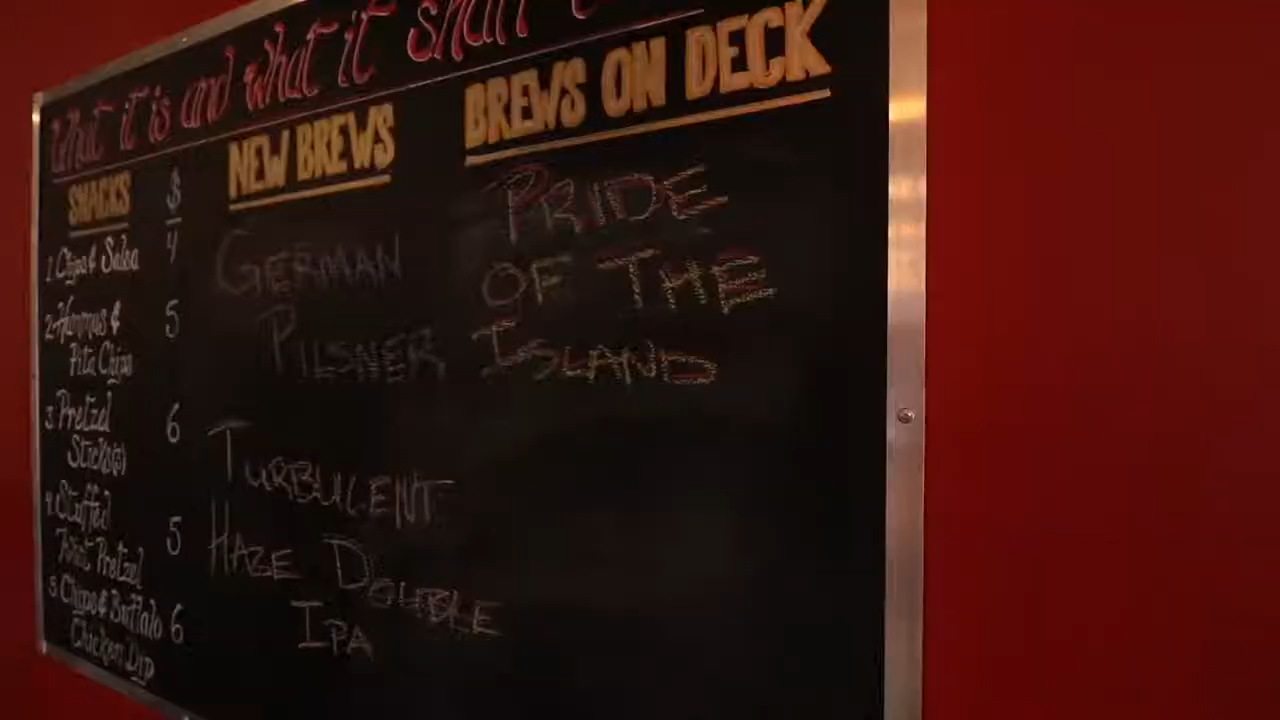 What it is and what it shall
SNACKS $
1. Chips & Salsa 4
2. Hummus & 5
Pita Chips
3. Pretzel 6
Sticks(3)
4. Stuffed
Pretzel 5
5. Chips & Buffalo 6
Chicken Dip
NEW BREWS
GERMAN
PILSNER
TURBULENT
HAZE DOUBLE
IPA
BREWS ON DECK
PRIDE
OF THE
ISLAND